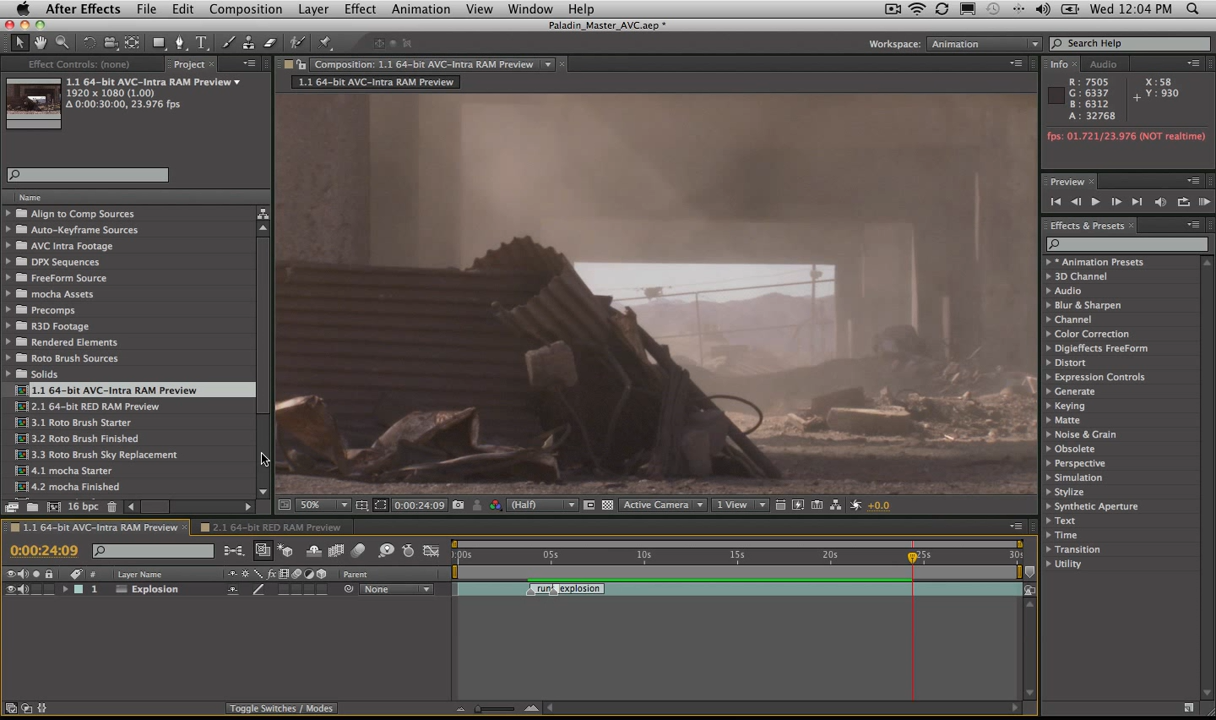 After Effects File Edit Composition Layer Effect Animation View Window Help Wed 12:04 PM
Paladin_Master_AVC.aep *
Workspace: Animation Search Help
Effect Controls: (none) Project Composition: 1.1 64-bit AVC-Intra RAM Preview Info Audio
1.1 64-bit AVC-Intra RAM Preview
1920 x 1080 (1.00)
Δ 0:00:30:00, 23.976 fps
1.1 64-bit AVC-Intra RAM Preview
R : 7505 X : 58
G : 6337 Y : 930
B : 6312
A : 32768
fps: 01.721/23.976 (NOT realtime)
Preview
Effects & Presets
Name
Align to Comp Sources
Auto-Keyframe Sources
AVC Intra Footage
DPX Sequences
FreeForm Source
mocha Assets
Precomps
R3D Footage
Rendered Elements
Roto Brush Sources
Solids
1.1 64-bit AVC-Intra RAM Preview
2.1 64-bit RED RAM Preview
3.1 Roto Brush Starter
3.2 Roto Brush Finished
3.3 Roto Brush Sky Replacement
4.1 mocha Starter
4.2 mocha Finished
16 bpc
* Animation Presets
3D Channel
Audio
Blur & Sharpen
Channel
Color Correction
Digieffects FreeForm
Distort
Expression Controls
Generate
Keying
Matte
Noise & Grain
Obsolete
Perspective
Simulation
Stylize
Synthetic Aperture
Text
Time
Transition
Utility
50% 0:00:24:09 (Half) Active Camera 1 View +0.0
1.1 64-bit AVC-Intra RAM Preview 2.1 64-bit RED RAM Preview
0:00:24:09 05s 10s 15s 20s 25s
# Layer Name Parent
1 Explosion None run explosion
Toggle Switches / Modes